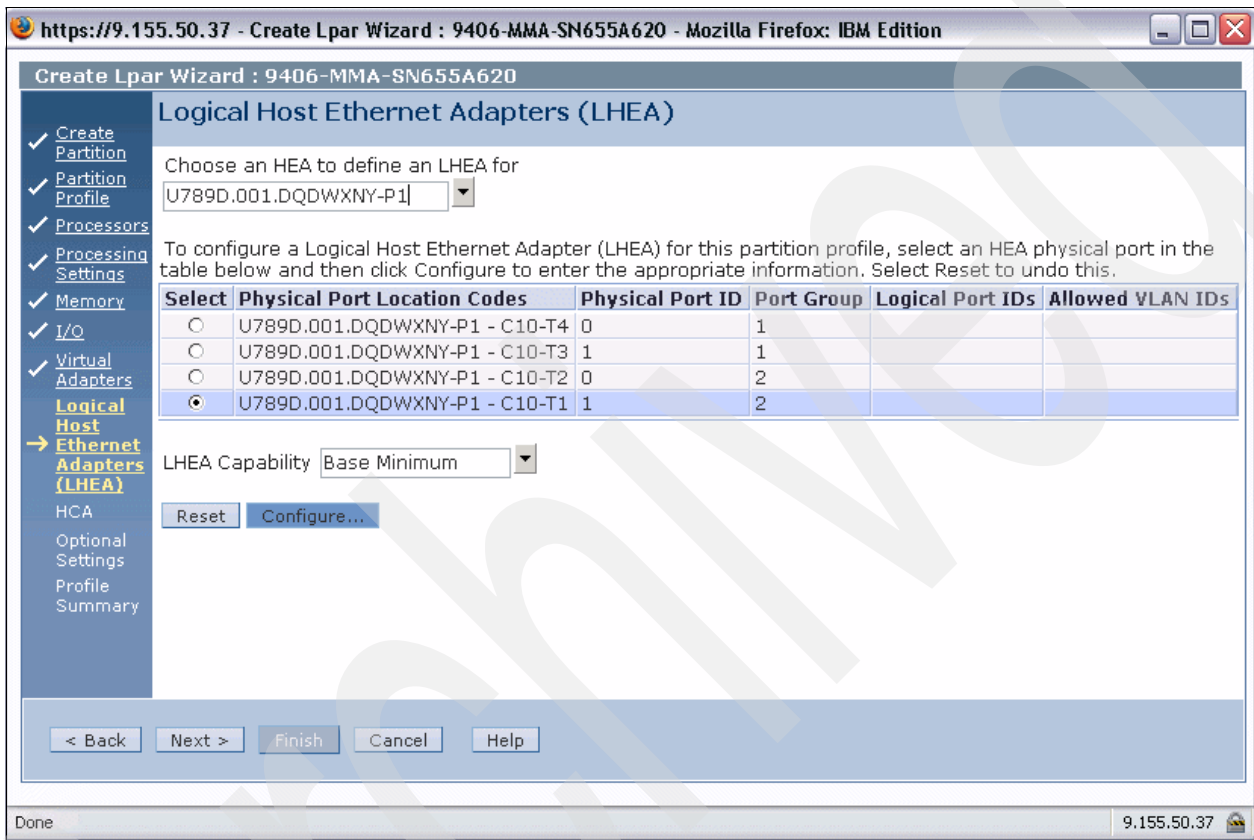 https://9.155.50.37 - Create Lpar Wizard : 9406-MMA-SN655A620 - Mozilla Firefox: IBM Edition
Create Lpar Wizard : 9406-MMA-SN655A620
Create
Partition
Partition
Profile
Processors
Processing
Settings
Memory
I/O
Virtual
Adapters
Logical
Host
Ethernet
Adapters
(LHEA)
HCA
Optional
Settings
Profile
Summary
Logical Host Ethernet Adapters (LHEA)
Choose an HEA to define an LHEA for
U789D.001.DQDWXNY-P1
To configure a Logical Host Ethernet Adapter (LHEA) for this partition profile, select an HEA physical port in the
table below and then click Configure to enter the appropriate information. Select Reset to undo this.
Select Physical Port Location Codes Physical Port ID Port Group Logical Port IDs Allowed VLAN IDs
U789D.001.DQDWXNY-P1 - C10-T4 0 1
U789D.001.DQDWXNY-P1 - C10-T3 1 1
U789D.001.DQDWXNY-P1 - C10-T2 0 2
U789D.001.DQDWXNY-P1 - C10-T1 1 2
LHEA Capability Base Minimum
Reset Configure...
< Back Next > Finish Cancel Help
Done 9.155.50.37